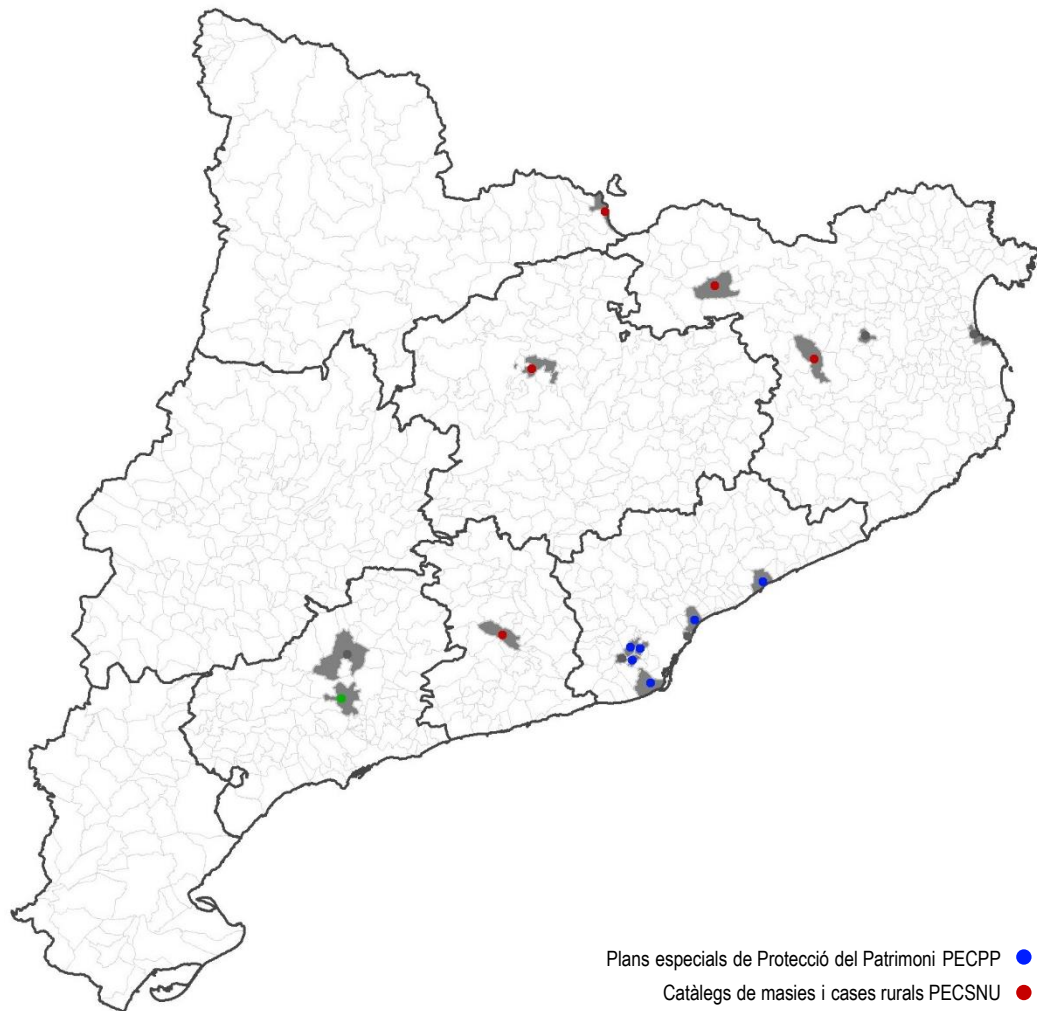 Plans especials de Protecció del Patrimoni PECPP
Catàlegs de masies i cases rurals PECSNU